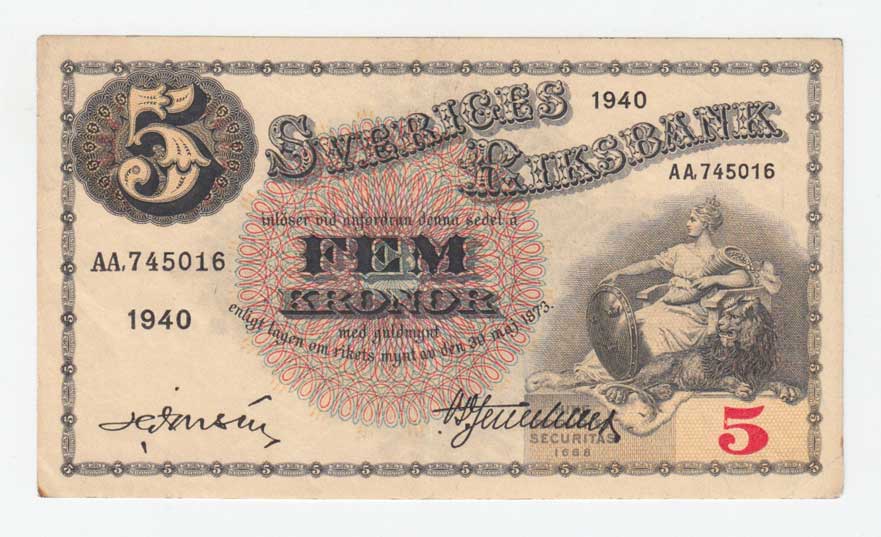 5
SVERIGES
1940
RIKSBANK
AA,745016
inlöser vid anfordran denna sedel å
AA,745016
FEM
KRONOR
1940
med guldmynt
enligt lagen om rikets mynt av den 30 maj 1873.
SECURITAS
1668
5